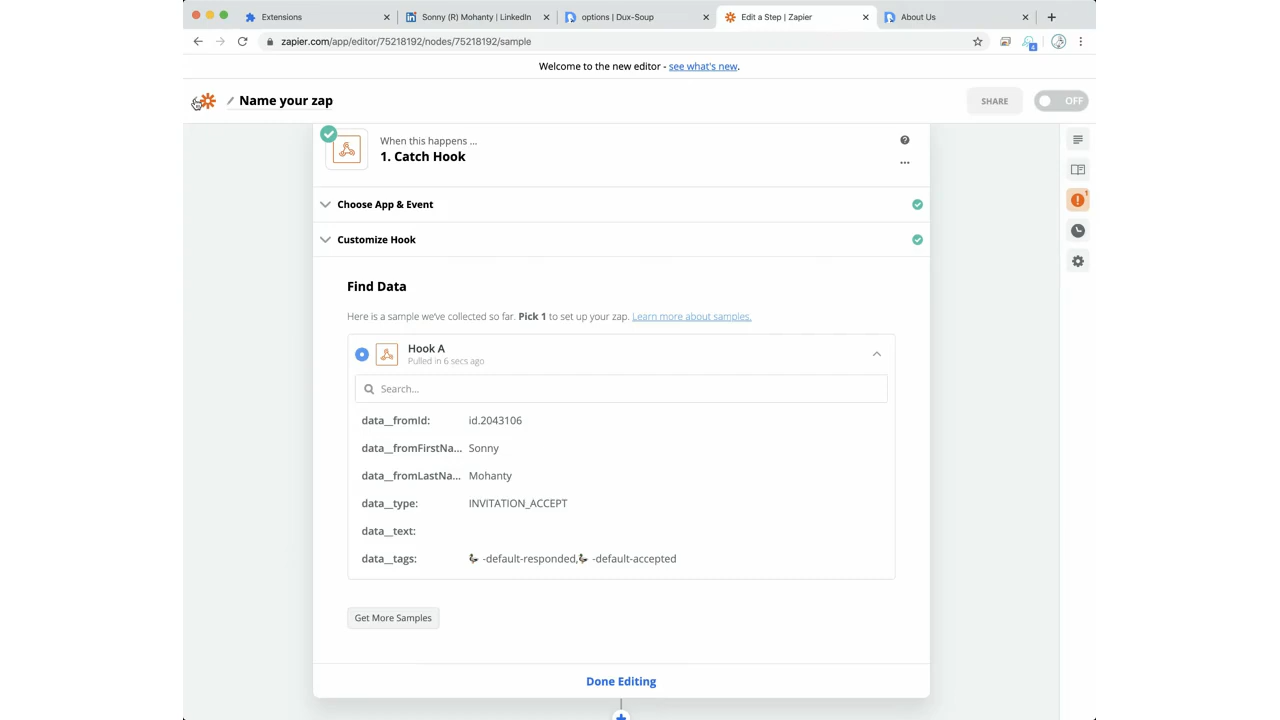 Extensions
Sonny (R) Mohanty | LinkedIn
options | Dux-Soup
Edit a Step | Zapier
About Us
zapier.com/app/editor/75218192/nodes/75218192/sample
4
Welcome to the new editor - see what's new.
Name your zap
SHARE
OFF
When this happens ...
1. Catch Hook
Choose App & Event
Customize Hook
1
Find Data
Here is a sample we've collected so far. Pick 1 to set up your zap. Learn more about samples.
Hook A
Pulled in 6 secs ago
Search...
data__fromId: id.2043106
data__fromFirstNa... Sonny
data__fromLastNa... Mohanty
data__type: INVITATION_ACCEPT
data__text:
data__tags: 🦆 -default-responded,🦆 -default-accepted
Get More Samples
Done Editing